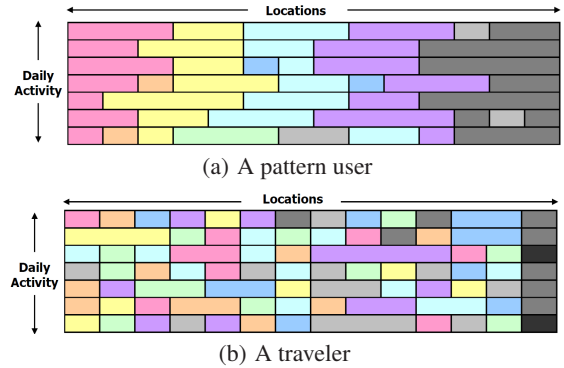 Locations
Daily
Activity
(a) A pattern user
Locations
Daily
Activity
(b) A traveler